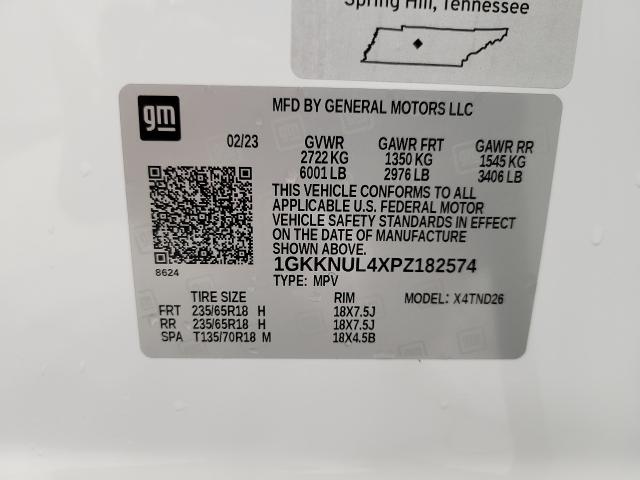 Spring Hill, Tennessee
gm
MFD BY GENERAL MOTORS LLC
02/23 GVWR GAWR FRT GAWR RR
2722 KG 1350 KG 1545 KG
6001 LB 2976 LB 3406 LB
THIS VEHICLE CONFORMS TO ALL
APPLICABLE U.S. FEDERAL MOTOR
VEHICLE SAFETY STANDARDS IN EFFECT
ON THE DATE OF MANUFACTURE
SHOWN ABOVE.
1GKKNUL4XPZ182574
8624
TYPE: MPV
TIRE SIZE RIM MODEL: X4TND26
FRT 235/65R18 H 18X7.5J
RR 235/65R18 H 18X7.5J
SPA T135/70R18 M 18X4.5B